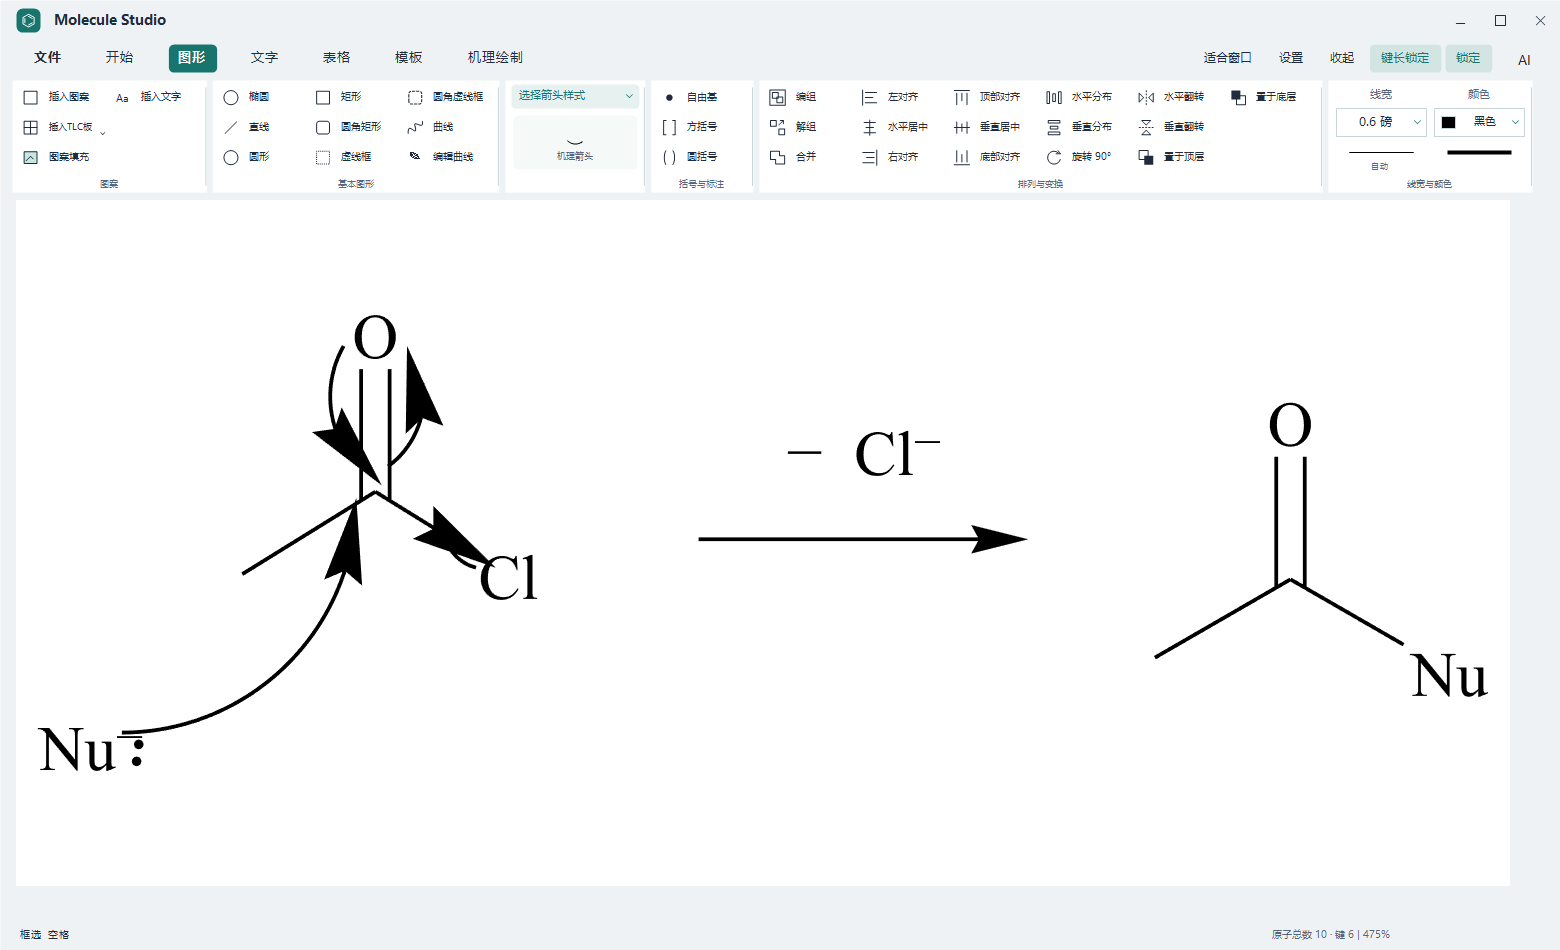 Molecule Studio
文件 开始 图形 文字 表格 模板 机理绘制 适合窗口 设置 收起 键长锁定 锁定 AI
插入图案 Aa 插入文字
插入TLC板
图案填充
图案
椭圆 矩形 圆角虚线框
直线 圆角矩形 曲线
圆形 虚线框 编辑曲线
基本图形
选择箭头样式
机理箭头
自由基
[ ] 方括号
( ) 圆括号
括号与标注
编组 左对齐 顶部对齐 水平分布 水平翻转 置于底层
解组 水平居中 垂直居中 垂直分布 垂直翻转
合并 右对齐 底部对齐 旋转 90° 置于顶层
排列与变换
线宽 颜色
0.6 磅 黑色
自动
线宽与颜色
O
Cl
Nu⁻:
− Cl⁻
O
Nu
框选 空格
原子总数 10 · 键 6 | 475%